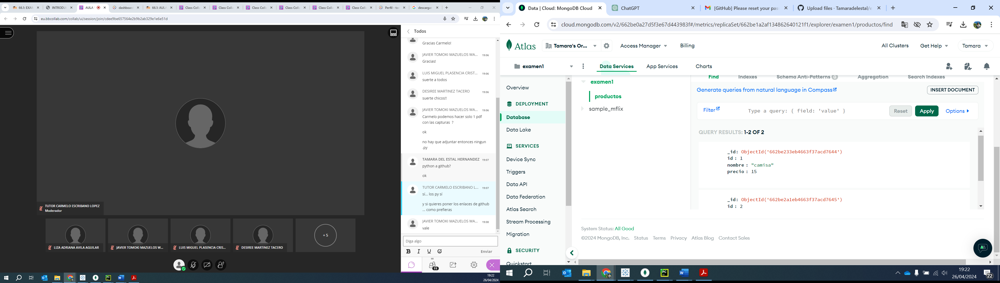 66.1: EXAM
INTRODU
AULA
dashboard
66.1: AULA
Class Colla
Class Colla
Class Colla
Class Colla
Class Colla
Class Colla
Perfil - ta
descargar
eu.bbcollab.com/collab/ui/session/join/cdee9be657564e2b9b2ab329e1e6e51d
Todos
Gracias Carmelo!
JAVIER TOMOKI MAZUELOS WA... 19:06
Gracias!
LUIS MIGUEL PLASENCIA CRIST... 19:06
suerte a todos
DESIREE MARTINEZ TACERO 19:06
suerte chicos!!
JAVIER TOMOKI MAZUELOS WA... 19:06
Carmelo podemos hacer solo 1 pdf
con las capturas ?
ok
no hay que adjuntar entonces ningun
.py
TAMARA DEL ESTAL HERNANDEZ 19:07
python a github?
ok
TUTOR CARMELO ESCRIBANO L... 19:07
sí... los py sí
y si quieres poner los enlaces de github
... como prefieras
JAVIER TOMOKI MAZUELOS WA... 19:08
vale
Diga algo
B I U
Enviar
11
TUTOR CARMELO ESCRIBANO LOPEZ
Moderador
LIZA ADRIANA AVILA AGUILAR
JAVIER TOMOKI MAZUELOS W...
LUIS MIGUEL PLASENCIA CRIS...
DESIREE MARTINEZ TACERO
+ 5
19:22
26/04/2024
Data | Cloud: MongoDB Cloud
ChatGPT
[GitHub] Please reset your pas
Upload files · Tamaradelestal/e
cloud.mongodb.com/v2/662be0a27d5f3e67d443983f#/metrics/replicaSet/662be1a2af134862640121f1/explorer/examen1/productos/find
Atlas
Tamara's Or...
Access Manager
Billing
All Clusters
Get Help
Tamara
examen1
Data Services
App Services
Charts
Overview
DEPLOYMENT
Database
Data Lake
SERVICES
Device Sync
Triggers
Data API
Data Federation
Atlas Search
Stream Processing
Migration
SECURITY
Quickstart
examen1
productos
sample_mflix
Find
Indexes
Schema Anti-Patterns 0
Aggregation
Search Indexes
Generate queries from natural language in Compass
INSERT DOCUMENT
Filter
Type a query: { field: 'value' }
Reset
Apply
Options
QUERY RESULTS: 1-2 OF 2
_id: ObjectId('662be233eb4663f37acd7644')
id : 1
nombre : "camisa"
precio : 15
_id: ObjectId('662be2a1eb4663f37acd7645')
id : 2
System Status: All Good
©2024 MongoDB, Inc. Status Terms Privacy Atlas Blog Contact Sales
19:22
26/04/2024
22